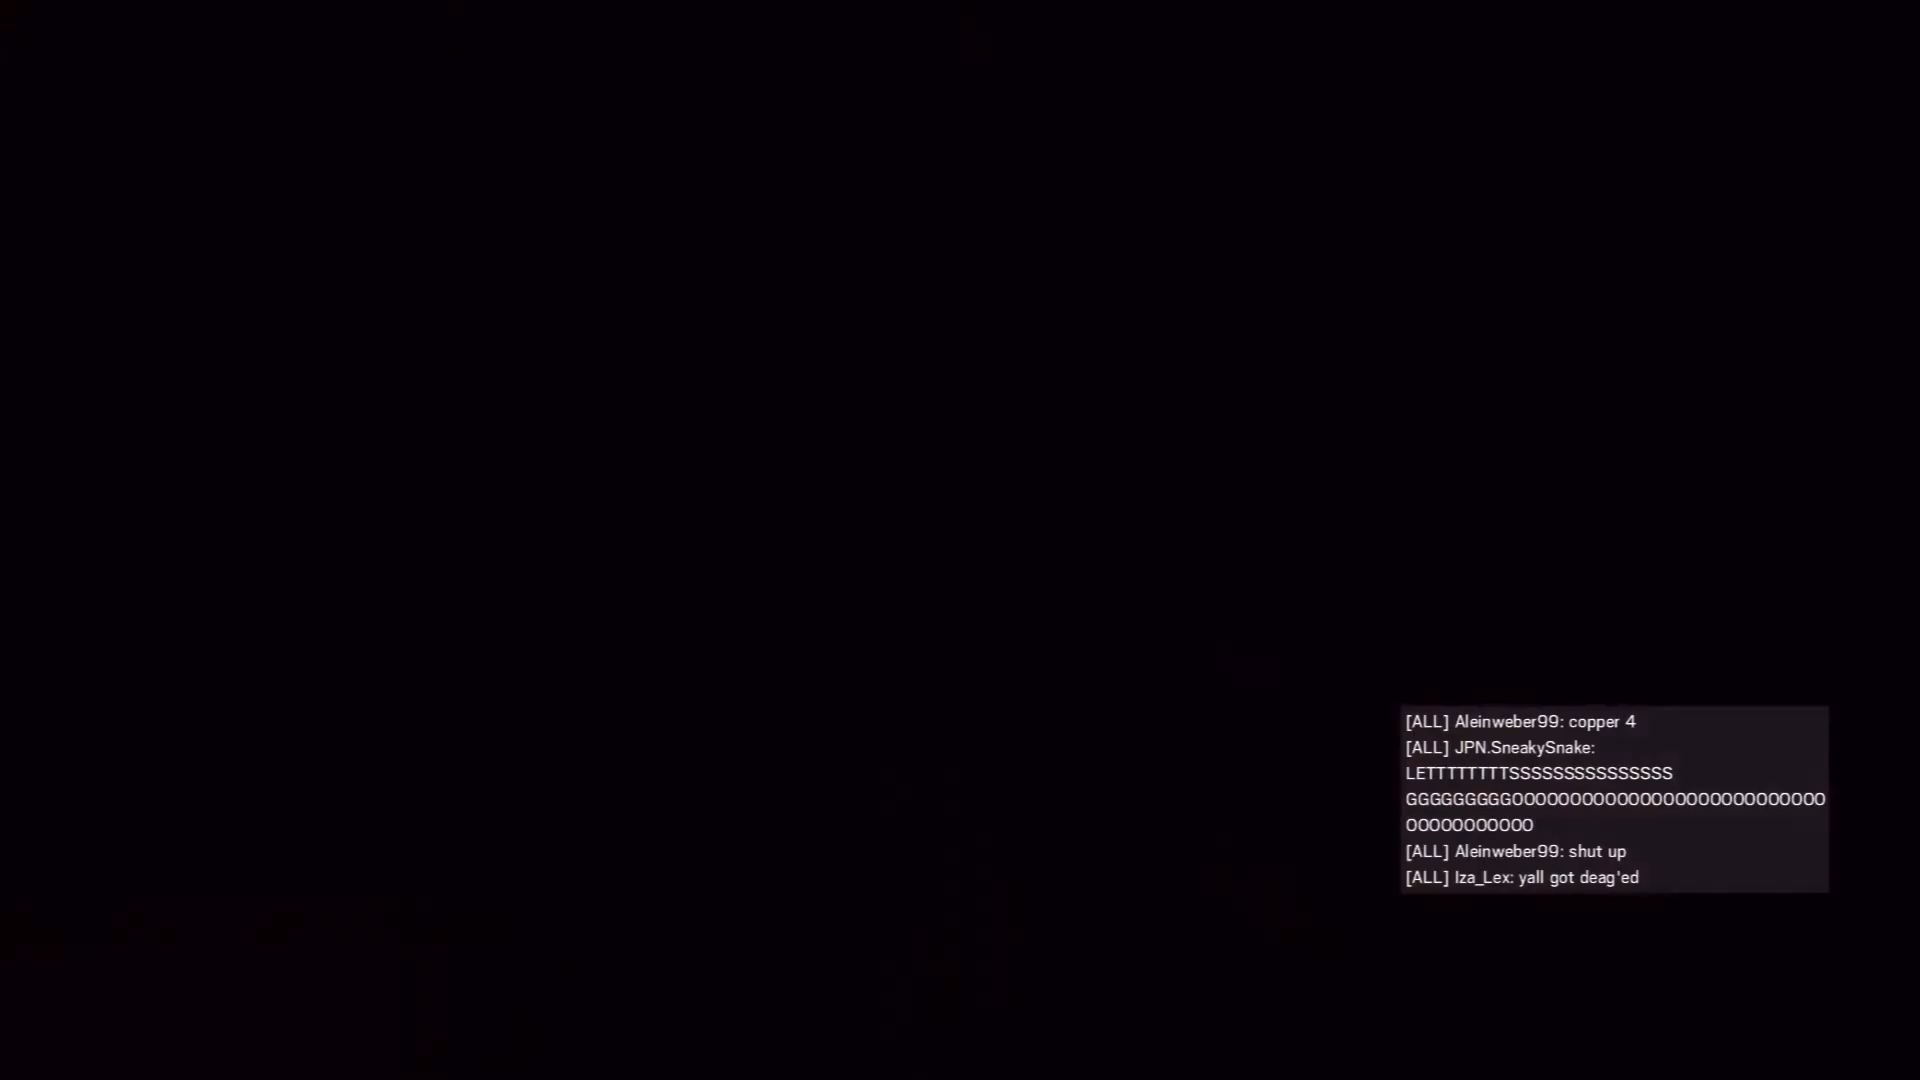 [ALL] Aleinweber99: copper 4
[ALL] JPN.SneakySnake:
LETTTTTTTTSSSSSSSSSSSSSSS
GGGGGGGGGOOOOOOOOOOOOOOOOOOOOOOOOOOO
OOOOOOOOOOO
[ALL] Aleinweber99: shut up
[ALL] Iza_Lex: yall got deag'ed